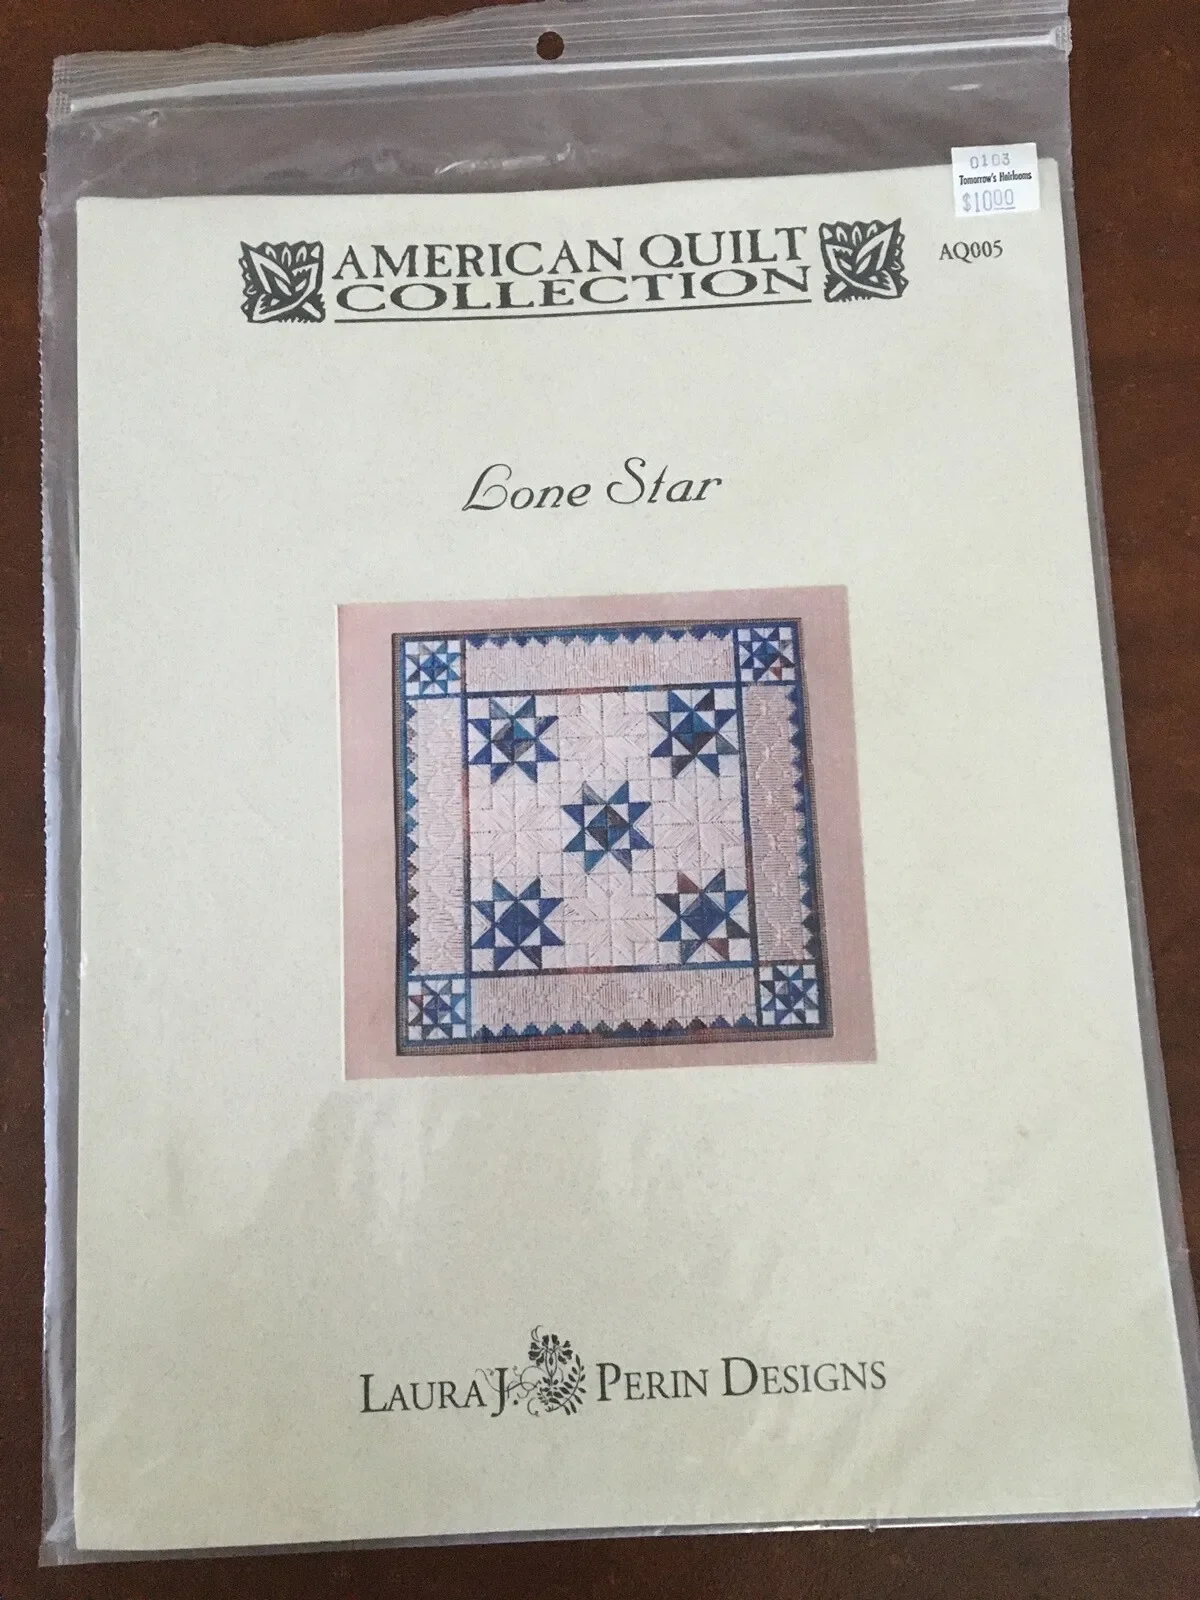 0103
Tomorrow's Heirlooms
$10.00
AMERICAN QUILT
COLLECTION
AQ005
Lone Star
LAURA J. PERIN DESIGNS